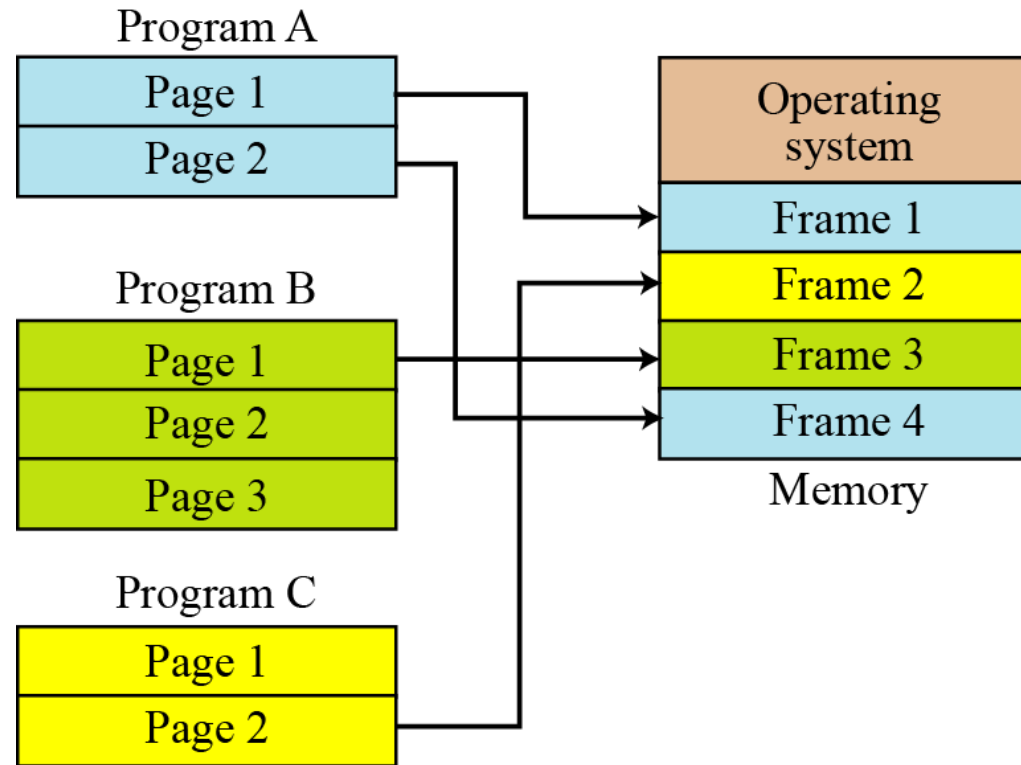 Program A
Page 1
Page 2
Program B
Page 1
Page 2
Page 3
Program C
Page 1
Page 2
Operating
system
Frame 1
Frame 2
Frame 3
Frame 4
Memory